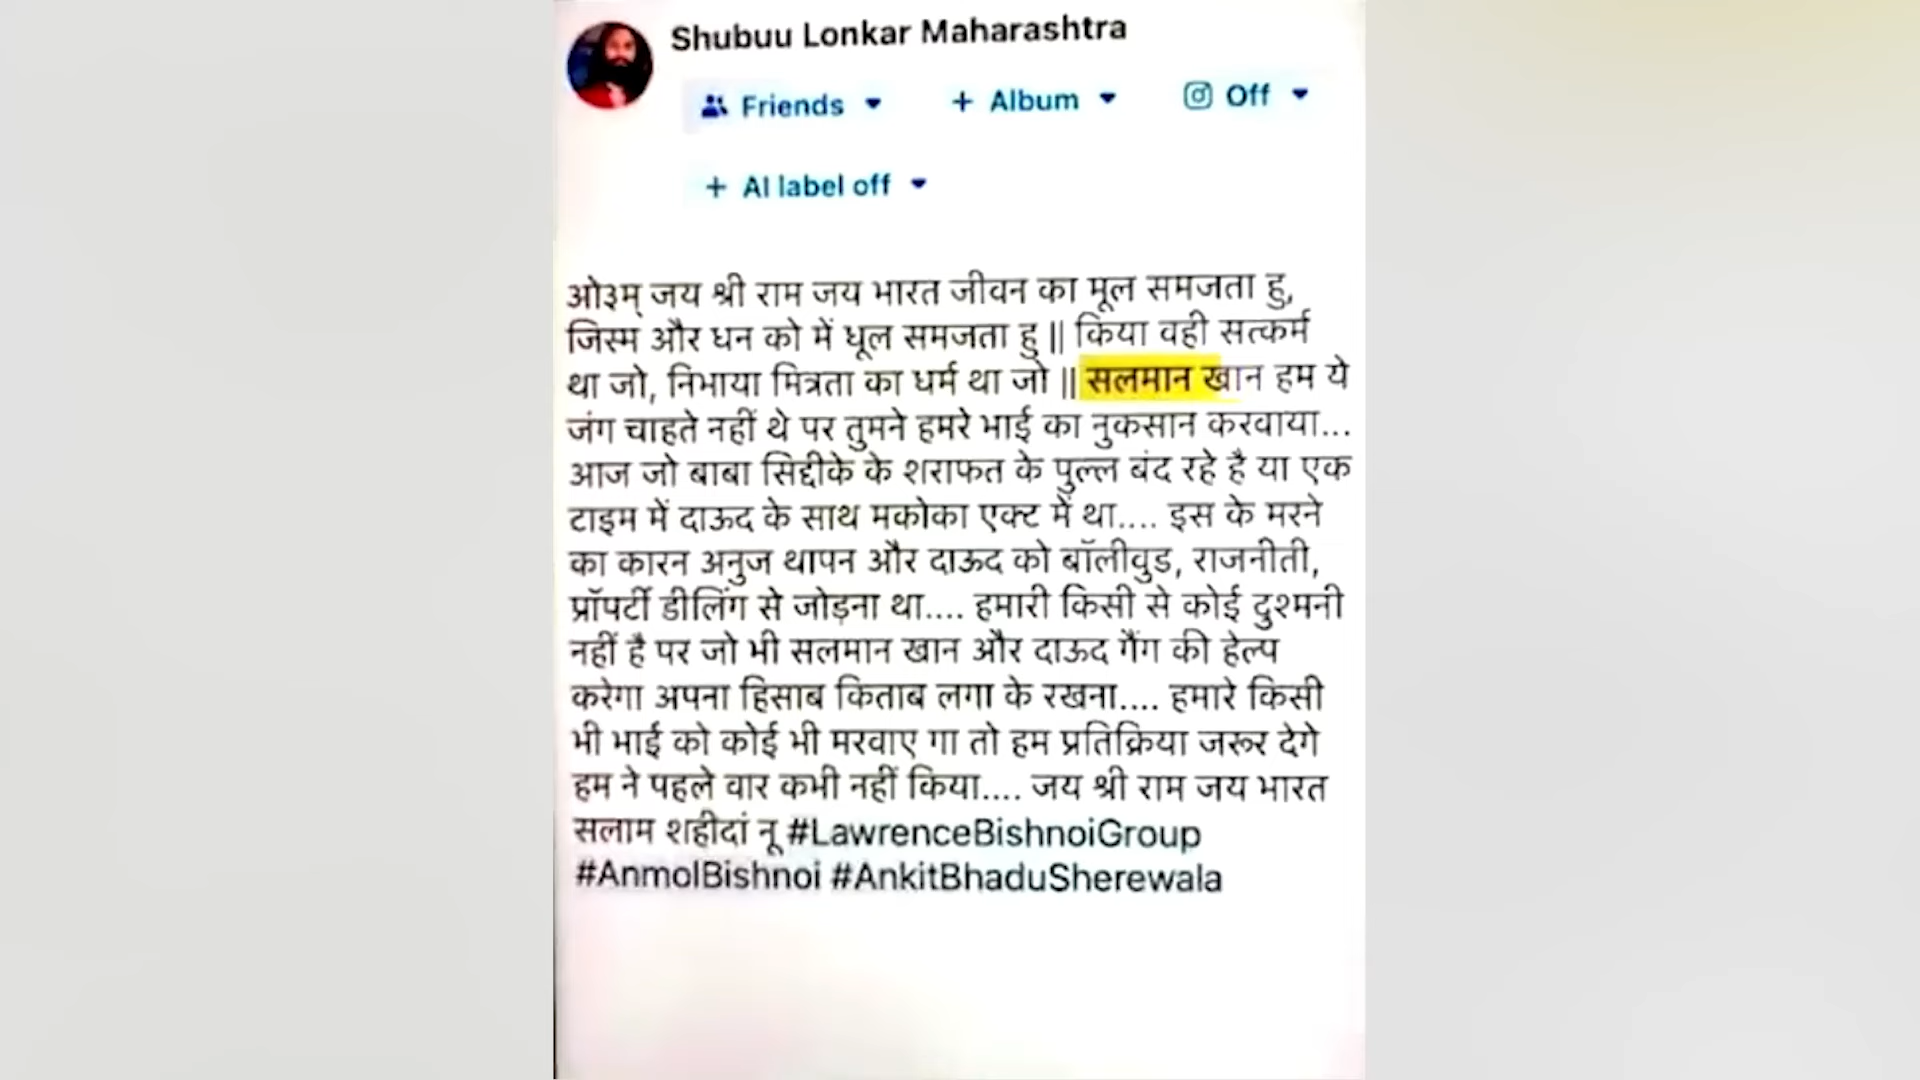 Shubuu Lonkar Maharashtra
Friends
+ Album
Off
+ AI label off
ओ३म् जय श्री राम जय भारत जीवन का मूल समजता हु,
जिस्म और धन को में धूल समजता हु || किया वही सत्कर्म
था जो, निभाया मित्रता का धर्म था जो || सलमान खान हम ये
जंग चाहते नहीं थे पर तुमने हमरे भाई का नुकसान करवाया...
आज जो बाबा सिद्दीके के शराफत के पुल्ल बंद रहे है या एक
टाइम में दाऊद के साथ मकोका एक्ट में था.... इस के मरने
का कारन अनुज थापन और दाऊद को बॉलीवुड, राजनीती,
प्रॉपर्टी डीलिंग से जोड़ना था.... हमारी किसी से कोई दुश्मनी
नहीं है पर जो भी सलमान खान और दाऊद गैंग की हेल्प
करेगा अपना हिसाब किताब लगा के रखना.... हमारे किसी
भी भाई को कोई भी मरवाए गा तो हम प्रतिक्रिया जरूर देगे
हम ने पहले वार कभी नहीं किया.... जय श्री राम जय भारत
सलाम शहीदां नू #LawrenceBishnoiGroup
#AnmolBishnoi #AnkitBhaduSherewala